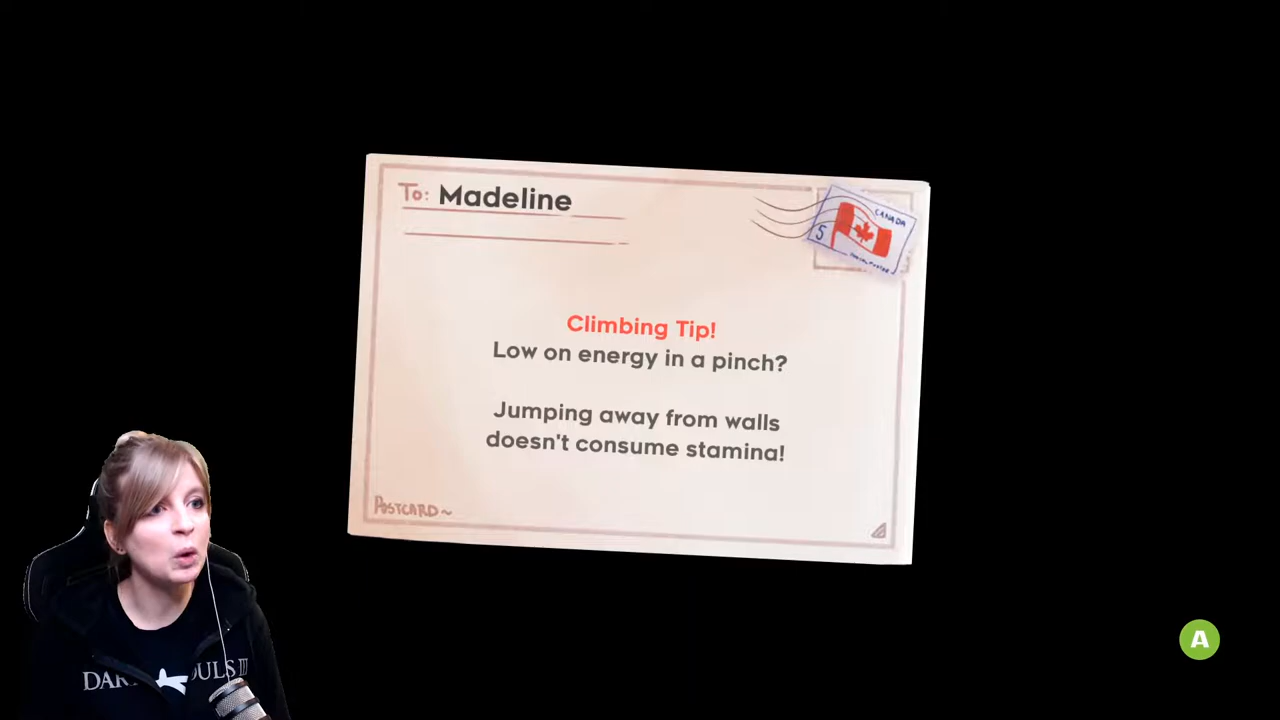 To: Madeline
CANADA
5
Climbing Tip!
Low on energy in a pinch?
Jumping away from walls
doesn't consume stamina!
POSTCARD~
DARK SOULS III
A